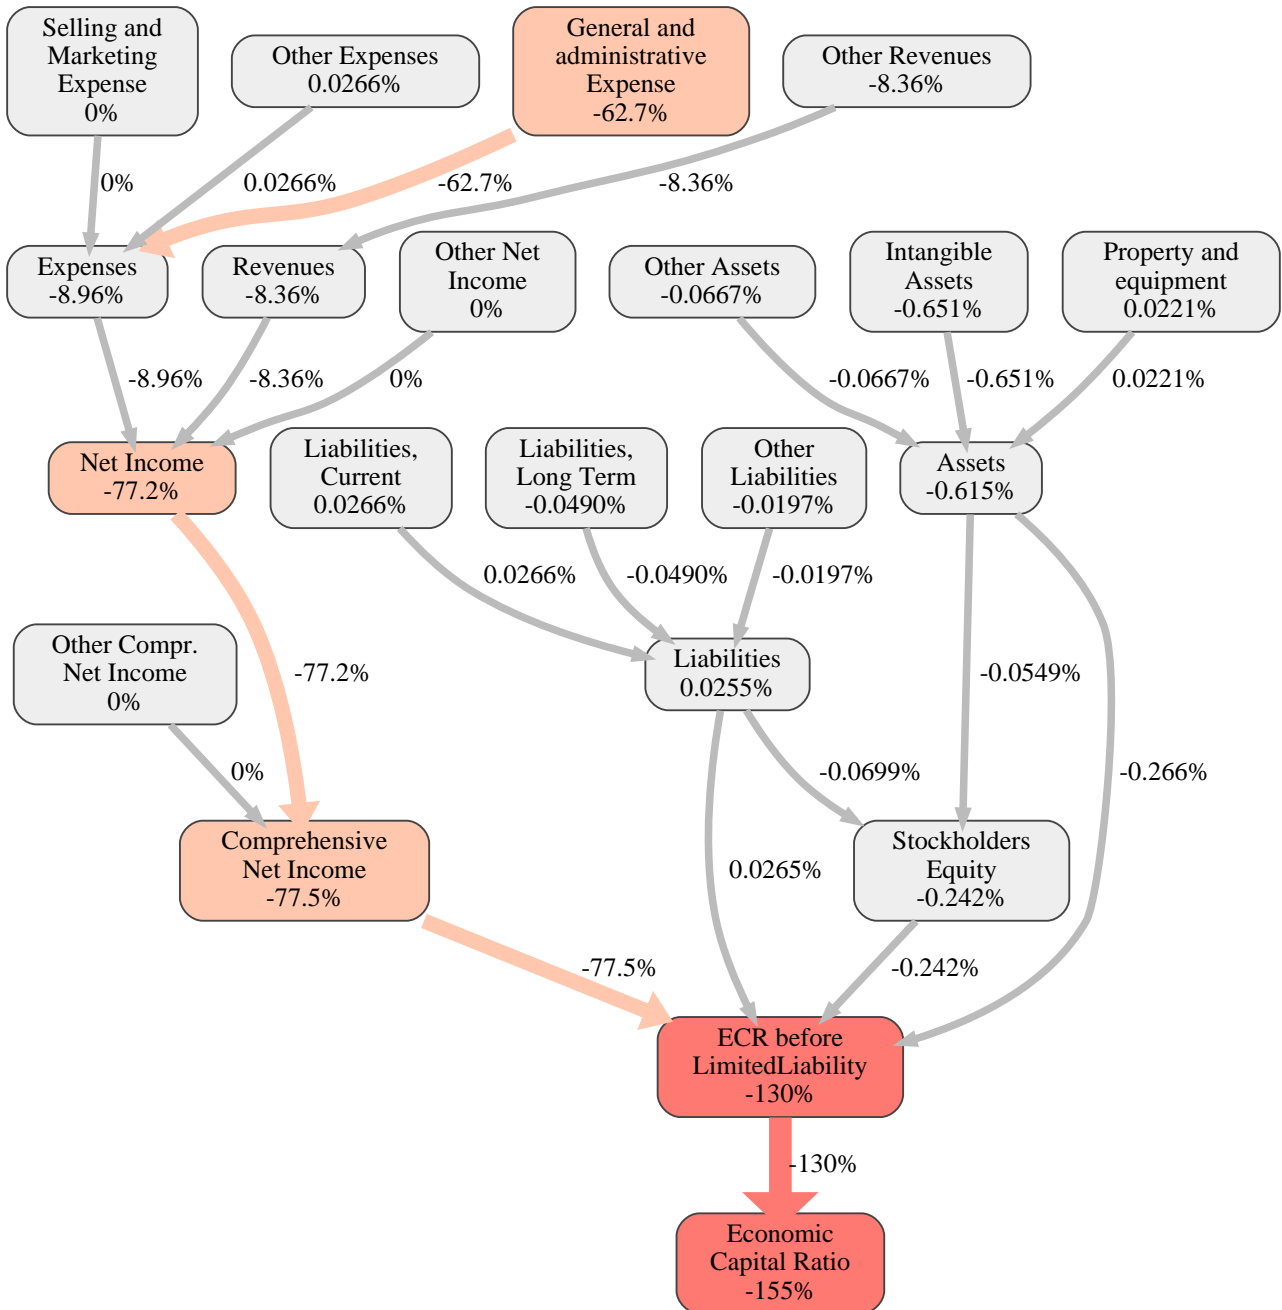 Selling and
Marketing
Expense
0%
Other Expenses
0.0266%
General and
administrative
Expense
-62.7%
Other Revenues
-8.36%
0%
0.0266%
-62.7%
-8.36%
Expenses
-8.96%
Revenues
-8.36%
Other Net
Income
0%
Other Assets
-0.0667%
Intangible
Assets
-0.651%
Property and
equipment
0.0221%
-8.96%
-8.36%
0%
-0.0667%
-0.651%
0.0221%
Net Income
-77.2%
Liabilities,
Current
0.0266%
Liabilities,
Long Term
-0.0490%
Other
Liabilities
-0.0197%
Assets
-0.615%
0.0266%
-0.0490%
-0.0197%
Other Compr.
Net Income
0%
-77.2%
Liabilities
0.0255%
-0.0549%
0%
-0.0699%
-0.266%
Comprehensive
Net Income
-77.5%
0.0265%
Stockholders
Equity
-0.242%
-77.5%
-0.242%
ECR before
LimitedLiability
-130%
-130%
Economic
Capital Ratio
-155%